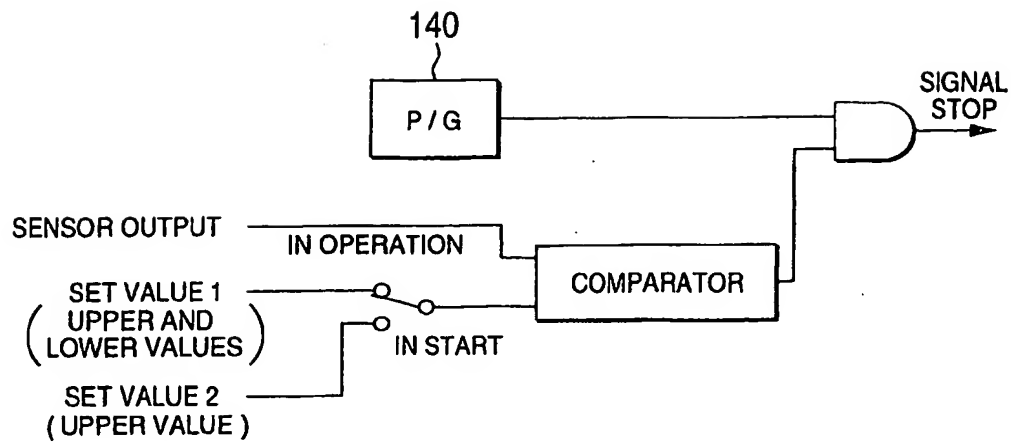 140
P / G
SIGNAL
STOP
SENSOR OUTPUT
IN OPERATION
COMPARATOR
SET VALUE 1
( UPPER AND
LOWER VALUES )
IN START
SET VALUE 2
( UPPER VALUE )